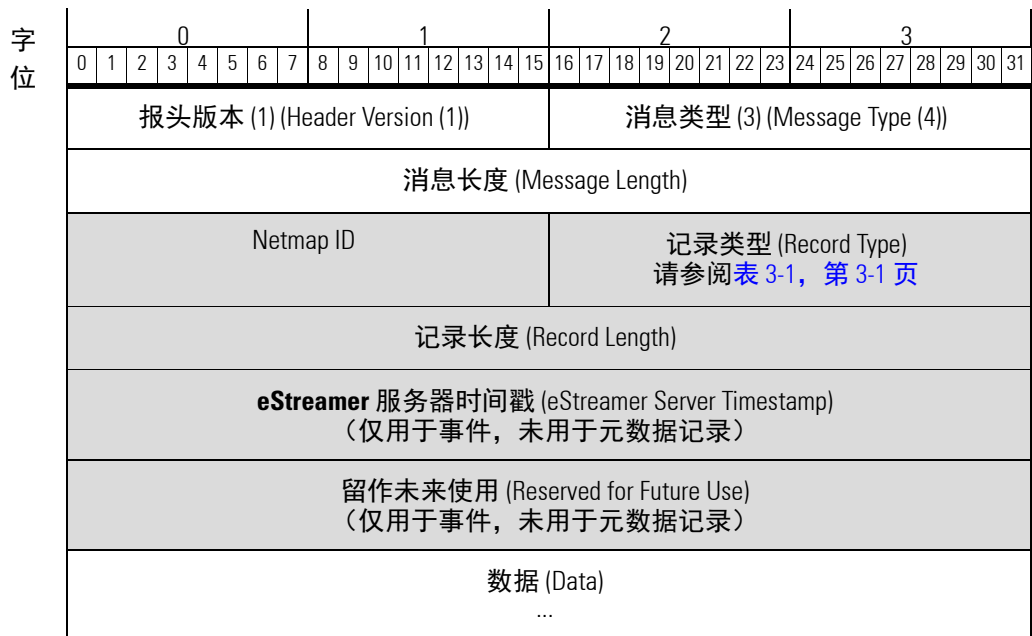 字 0 1 2 3
位 0 1 2 3 4 5 6 7 8 9 10 11 12 13 14 15 16 17 18 19 20 21 22 23 24 25 26 27 28 29 30 31
报头版本 (1) (Header Version (1)) 消息类型 (3) (Message Type (4))
消息长度 (Message Length)
Netmap ID 记录类型 (Record Type)
请参阅表 3-1，第 3-1 页
记录长度 (Record Length)
eStreamer 服务器时间戳 (eStreamer Server Timestamp)
（仅用于事件，未用于元数据记录）
留作未来使用 (Reserved for Future Use)
（仅用于事件，未用于元数据记录）
数据 (Data)
...